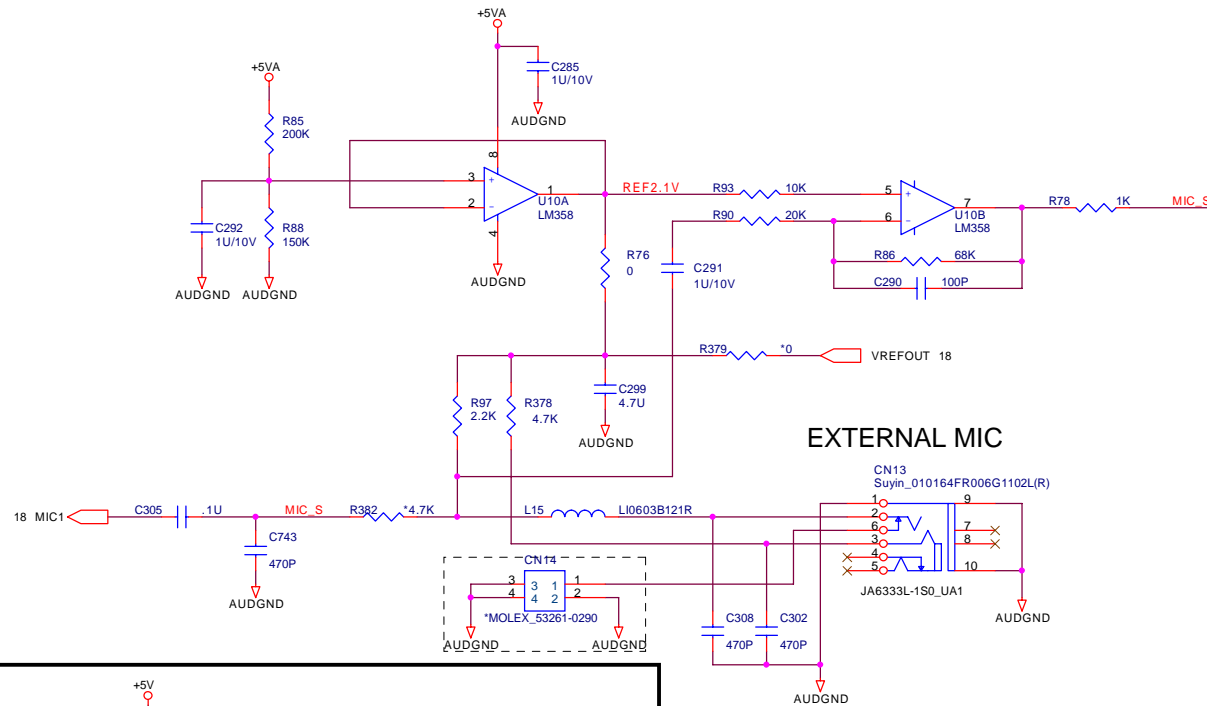 +5VA
C285
1U/10V
AUDGND
+5VA
R85
200K
8
3
+
1
2
-
U10A
LM358
4
REF2.1V
C292
1U/10V
R88
150K
AUDGND
AUDGND
AUDGND
R93
10K
5
+
7
6
-
U10B
LM358
R90
20K
R78
1K
MIC_S
R86
68K
C290
100P
R76
0
C291
1U/10V
R379
*0
VREFOUT 18
R97
2.2K
R378
4.7K
C299
4.7U
AUDGND
EXTERNAL MIC
CN13
Suyin_010164FR006G1102L(R)
1
2
6
3
4
5
9
7
8
10
JA6333L-1S0_UA1
AUDGND
18 MIC1
C305
.1U
MIC_S
R382
*4.7K
L15
LI0603B121R
C743
470P
AUDGND
CN14
3
3 1
1
4
4 2
2
*MOLEX_53261-0290
AUDGND
AUDGND
C308
470P
C302
470P
AUDGND
+5V